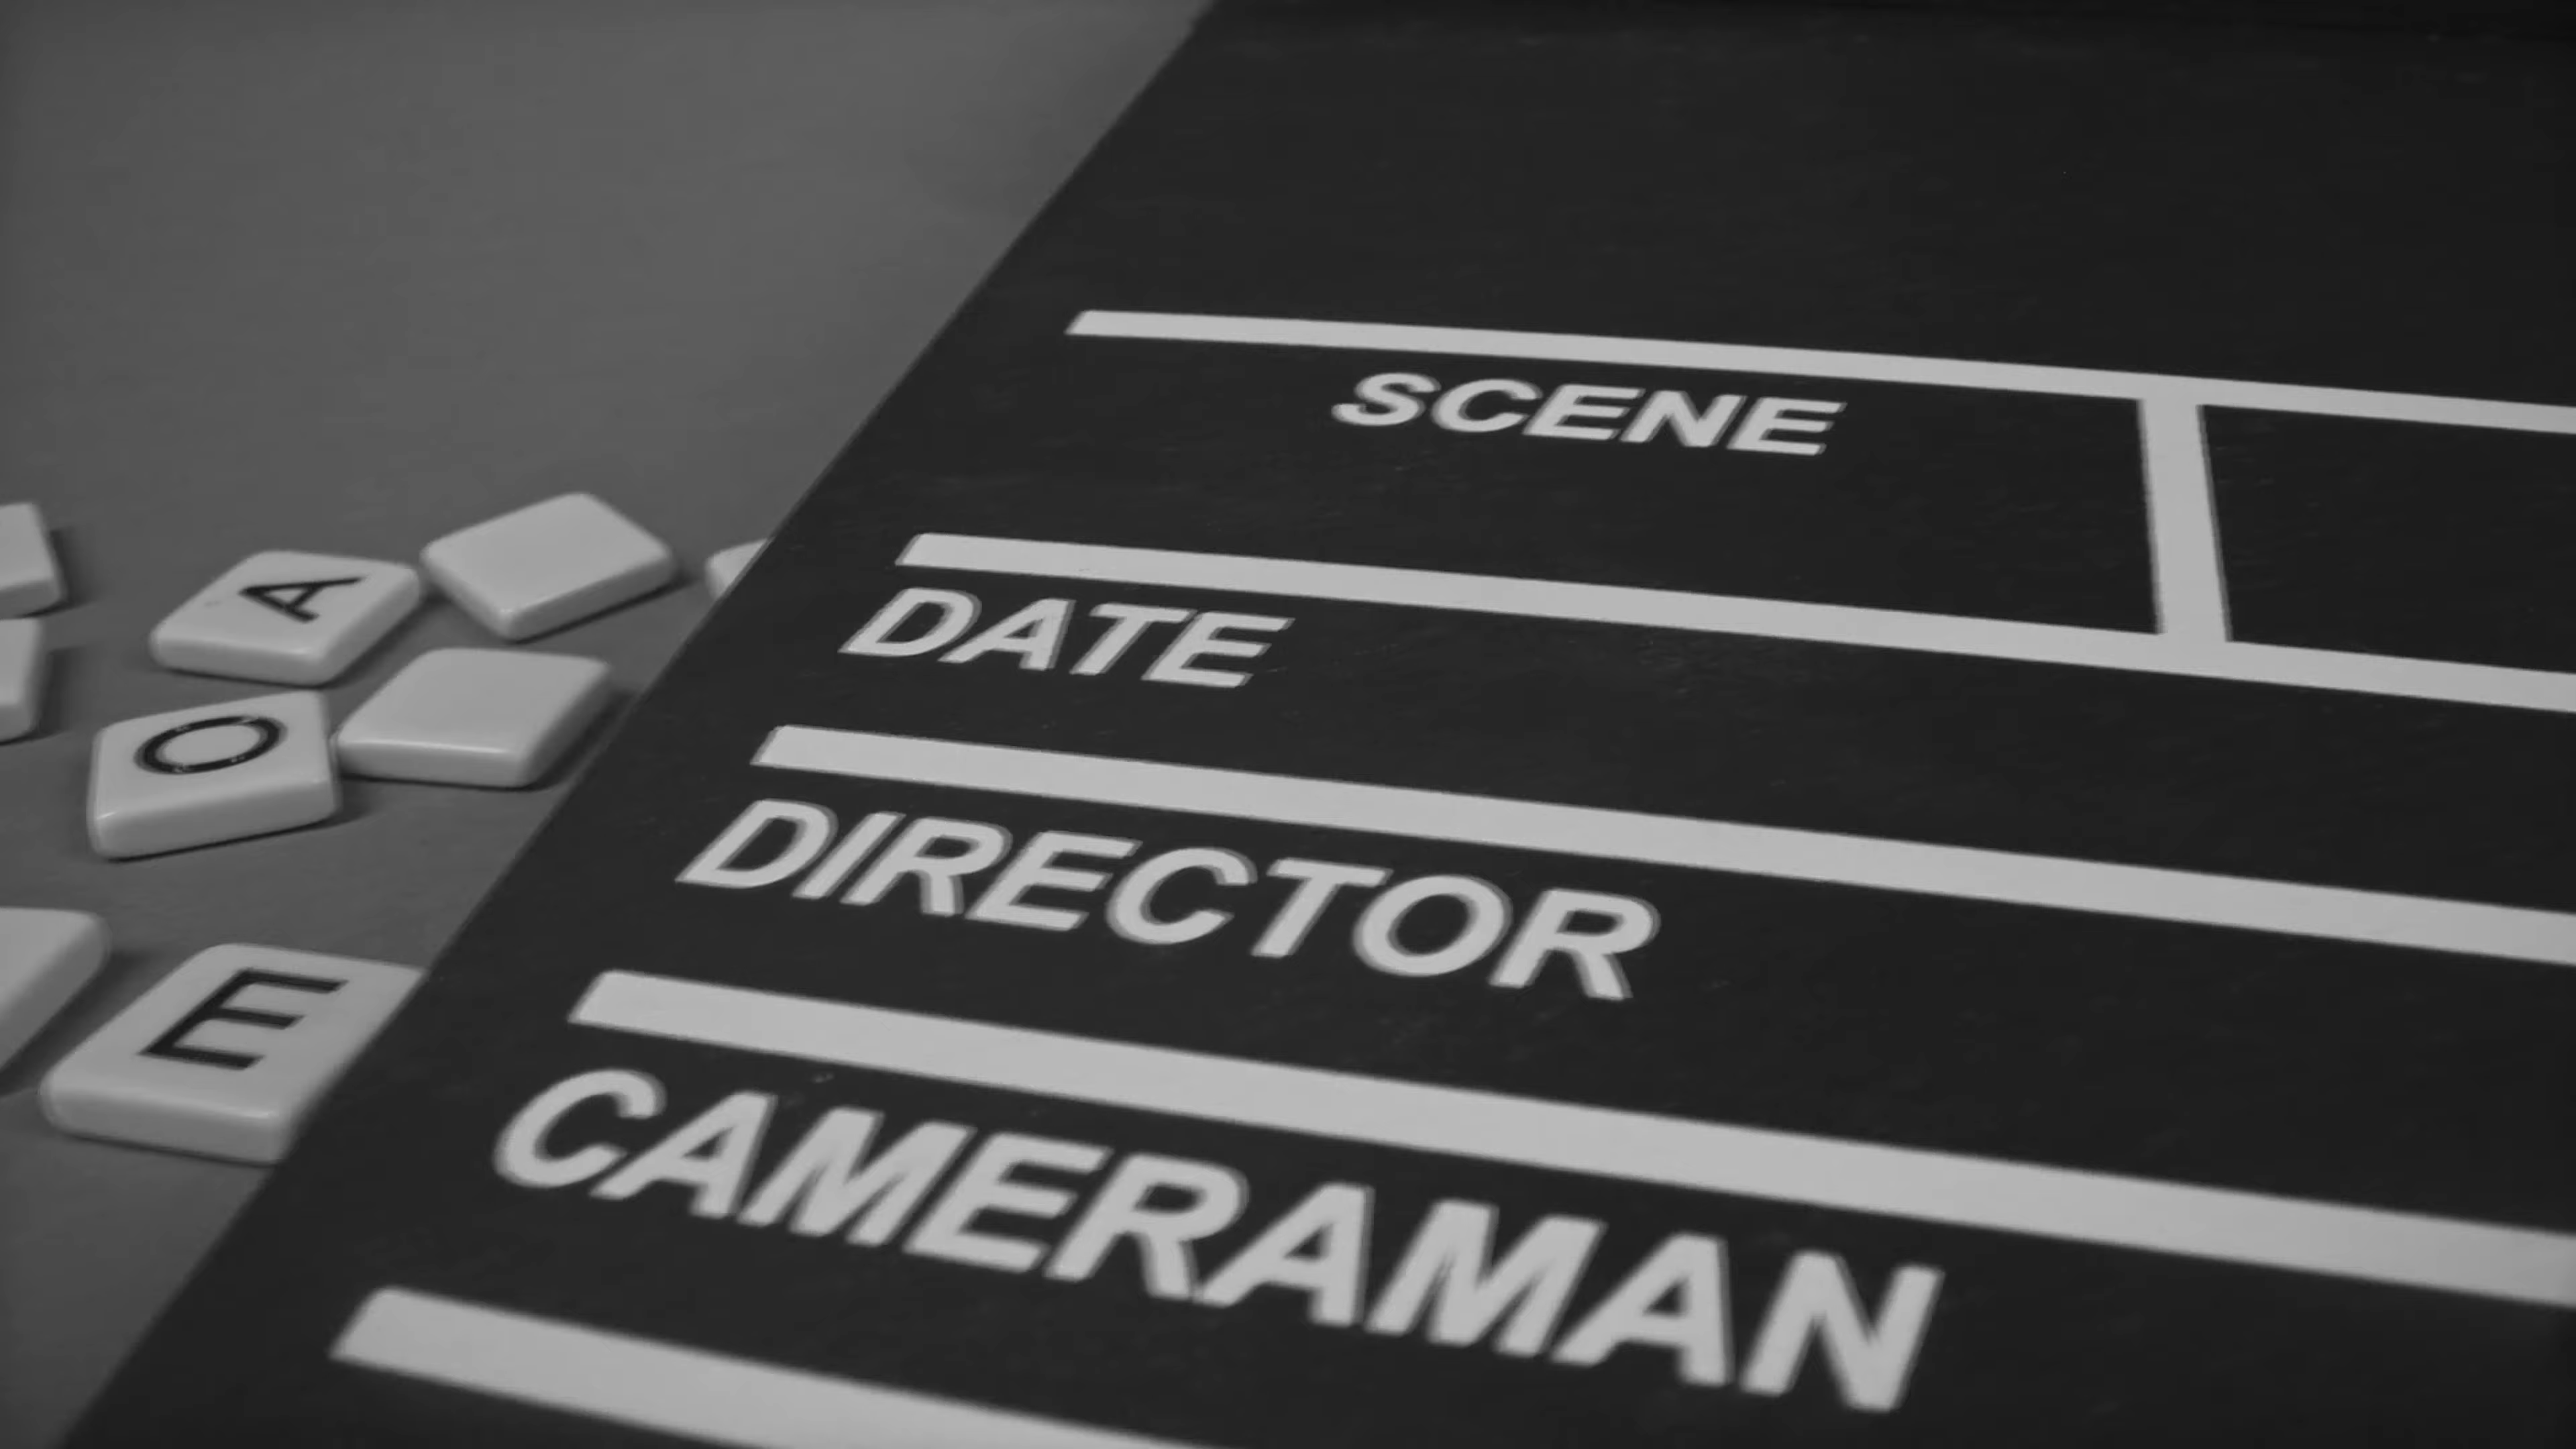 SCENE
DATE
DIRECTOR
CAMERAMAN
A
O
E